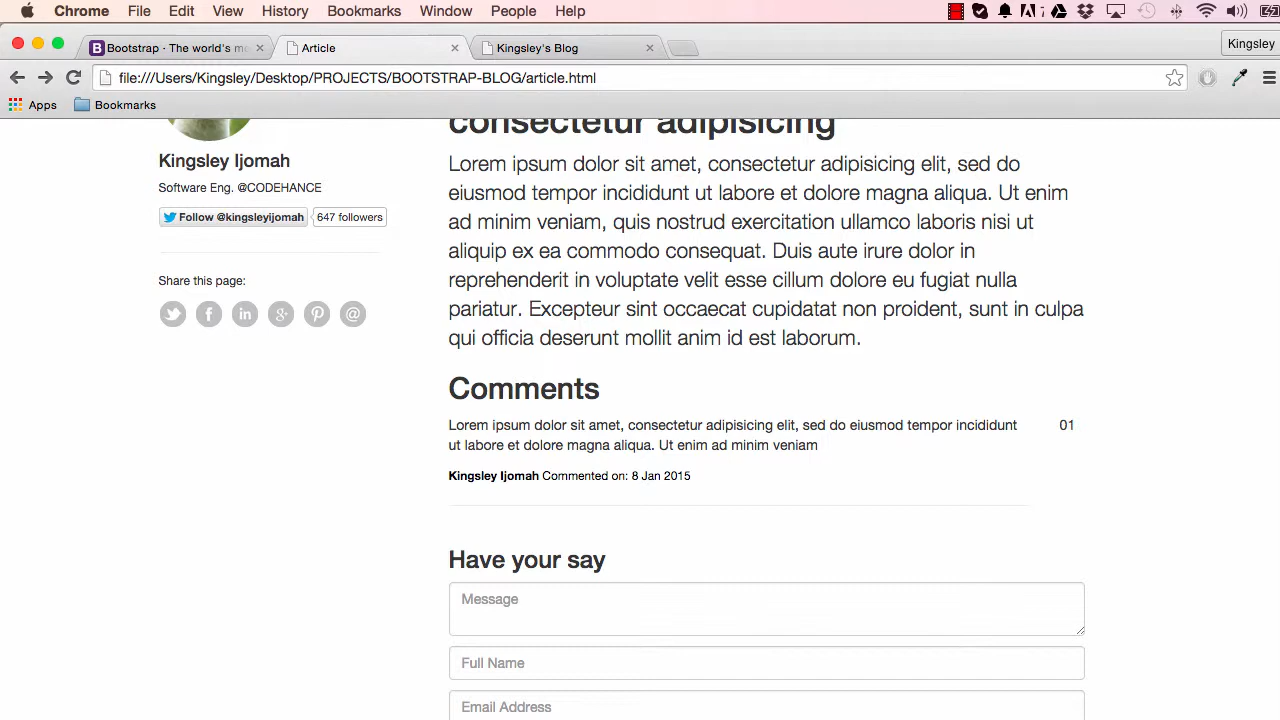 Chrome File Edit View History Bookmarks Window People Help
7
Bootstrap · The world's mo
Article
Kingsley's Blog
Kingsley
file:///Users/Kingsley/Desktop/PROJECTS/BOOTSTRAP-BLOG/article.html
Apps Bookmarks
Kingsley Ijomah
Software Eng. @CODEHANCE
Follow @kingsleyijomah 647 followers
Share this page:
consectetur adipisicing
Lorem ipsum dolor sit amet, consectetur adipisicing elit, sed do
eiusmod tempor incididunt ut labore et dolore magna aliqua. Ut enim
ad minim veniam, quis nostrud exercitation ullamco laboris nisi ut
aliquip ex ea commodo consequat. Duis aute irure dolor in
reprehenderit in voluptate velit esse cillum dolore eu fugiat nulla
pariatur. Excepteur sint occaecat cupidatat non proident, sunt in culpa
qui officia deserunt mollit anim id est laborum.
Comments
Lorem ipsum dolor sit amet, consectetur adipisicing elit, sed do eiusmod tempor incididunt
01
ut labore et dolore magna aliqua. Ut enim ad minim veniam
Kingsley Ijomah Commented on: 8 Jan 2015
Have your say
Message
Full Name
Email Address